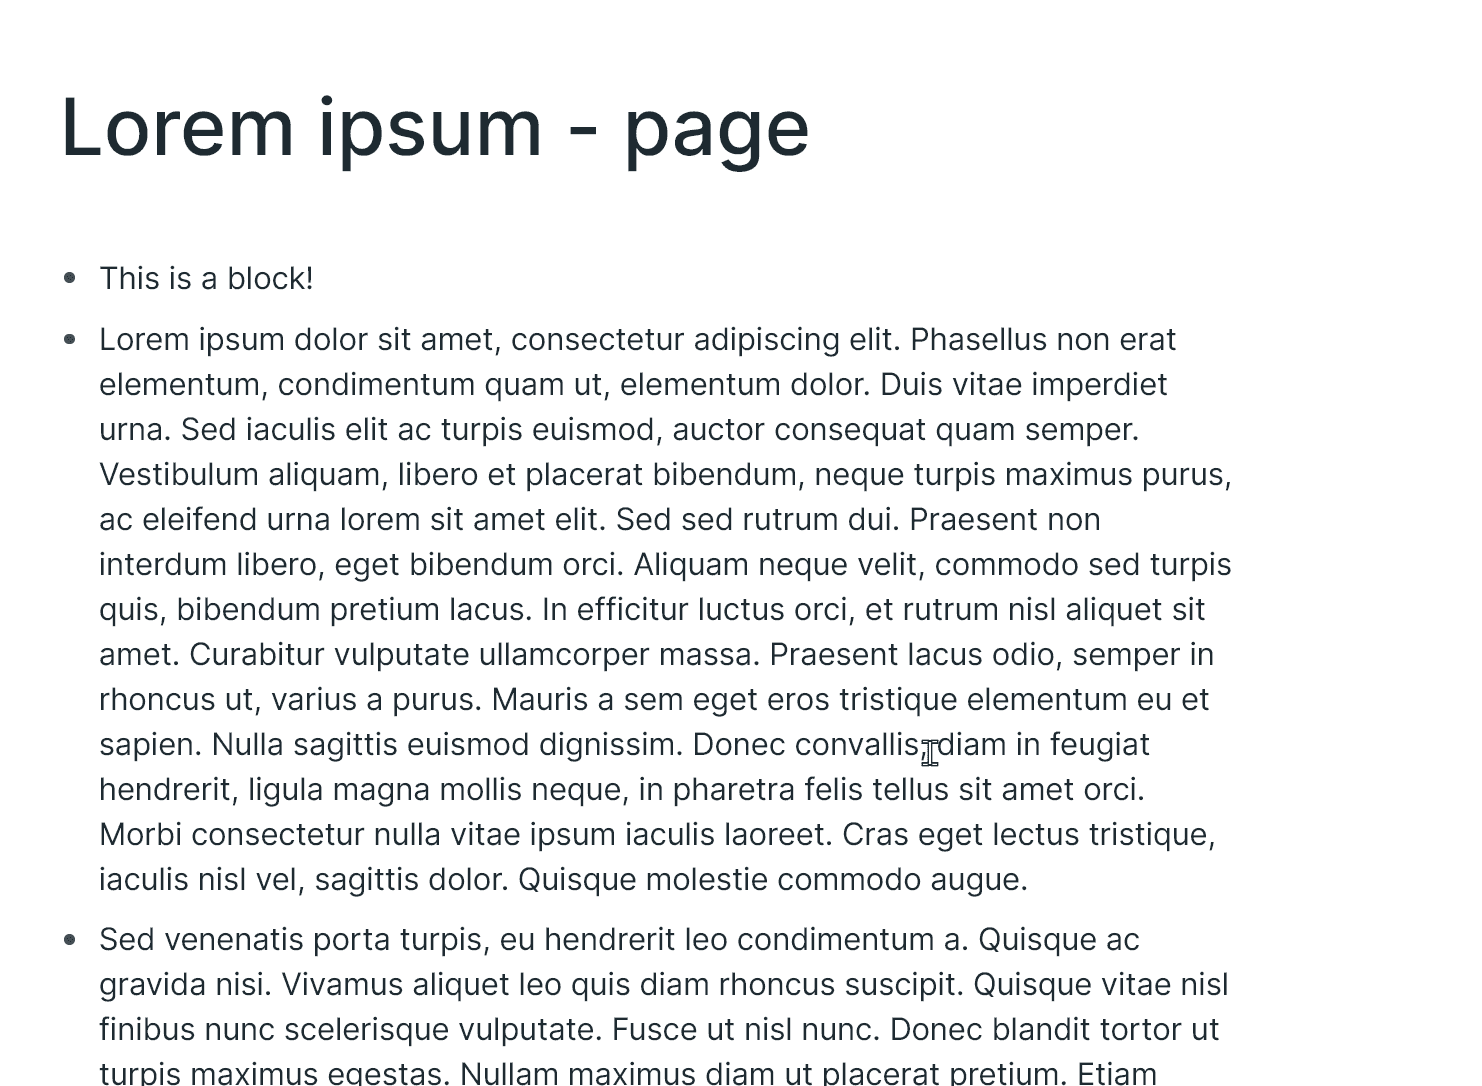 Lorem ipsum - page
• This is a block!
• Lorem ipsum dolor sit amet, consectetur adipiscing elit. Phasellus non erat
elementum, condimentum quam ut, elementum dolor. Duis vitae imperdiet
urna. Sed iaculis elit ac turpis euismod, auctor consequat quam semper.
Vestibulum aliquam, libero et placerat bibendum, neque turpis maximus purus,
ac eleifend urna lorem sit amet elit. Sed sed rutrum dui. Praesent non
interdum libero, eget bibendum orci. Aliquam neque velit, commodo sed turpis
quis, bibendum pretium lacus. In efficitur luctus orci, et rutrum nisl aliquet sit
amet. Curabitur vulputate ullamcorper massa. Praesent lacus odio, semper in
rhoncus ut, varius a purus. Mauris a sem eget eros tristique elementum eu et
sapien. Nulla sagittis euismod dignissim. Donec convallis, diam in feugiat
hendrerit, ligula magna mollis neque, in pharetra felis tellus sit amet orci.
Morbi consectetur nulla vitae ipsum iaculis laoreet. Cras eget lectus tristique,
iaculis nisl vel, sagittis dolor. Quisque molestie commodo augue.
• Sed venenatis porta turpis, eu hendrerit leo condimentum a. Quisque ac
gravida nisi. Vivamus aliquet leo quis diam rhoncus suscipit. Quisque vitae nisl
finibus nunc scelerisque vulputate. Fusce ut nisl nunc. Donec blandit tortor ut
turpis maximus egestas. Nullam maximus diam ut placerat pretium. Etiam